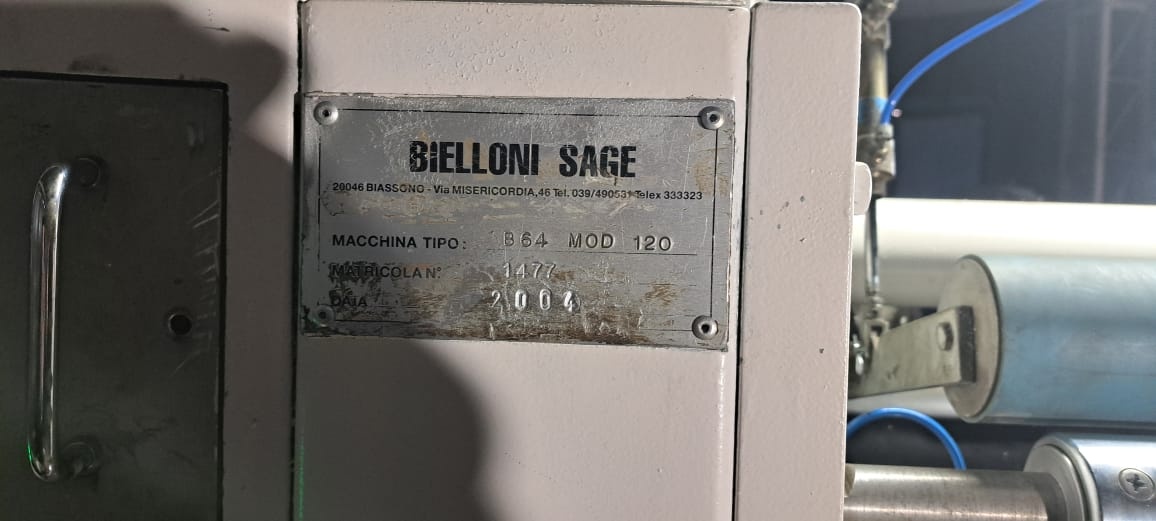 BIELLONI SAGE
20046 BIASSONO - Via MISERICORDIA,46 Tel. 039/490531 Telex 333323
MACCHINA TIPO: B64 MOD 120
MATRICOLA N° 1477
DATA 2004